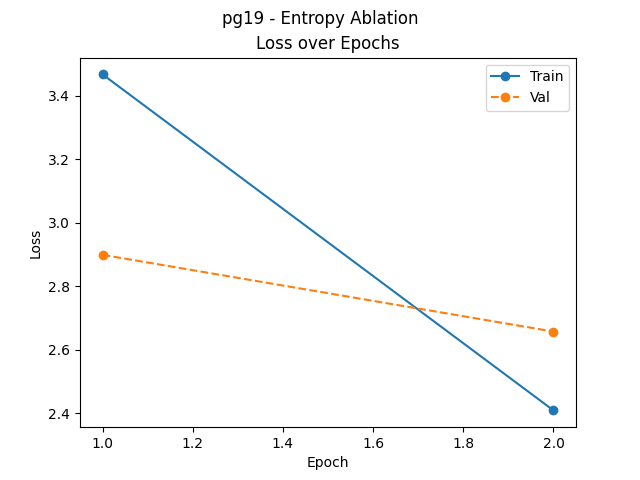 pg19 - Entropy Ablation
Loss over Epochs
Train
Val
Loss
3.4
3.2
3.0
2.8
2.6
2.4
1.0 1.2 1.4 1.6 1.8 2.0
Epoch